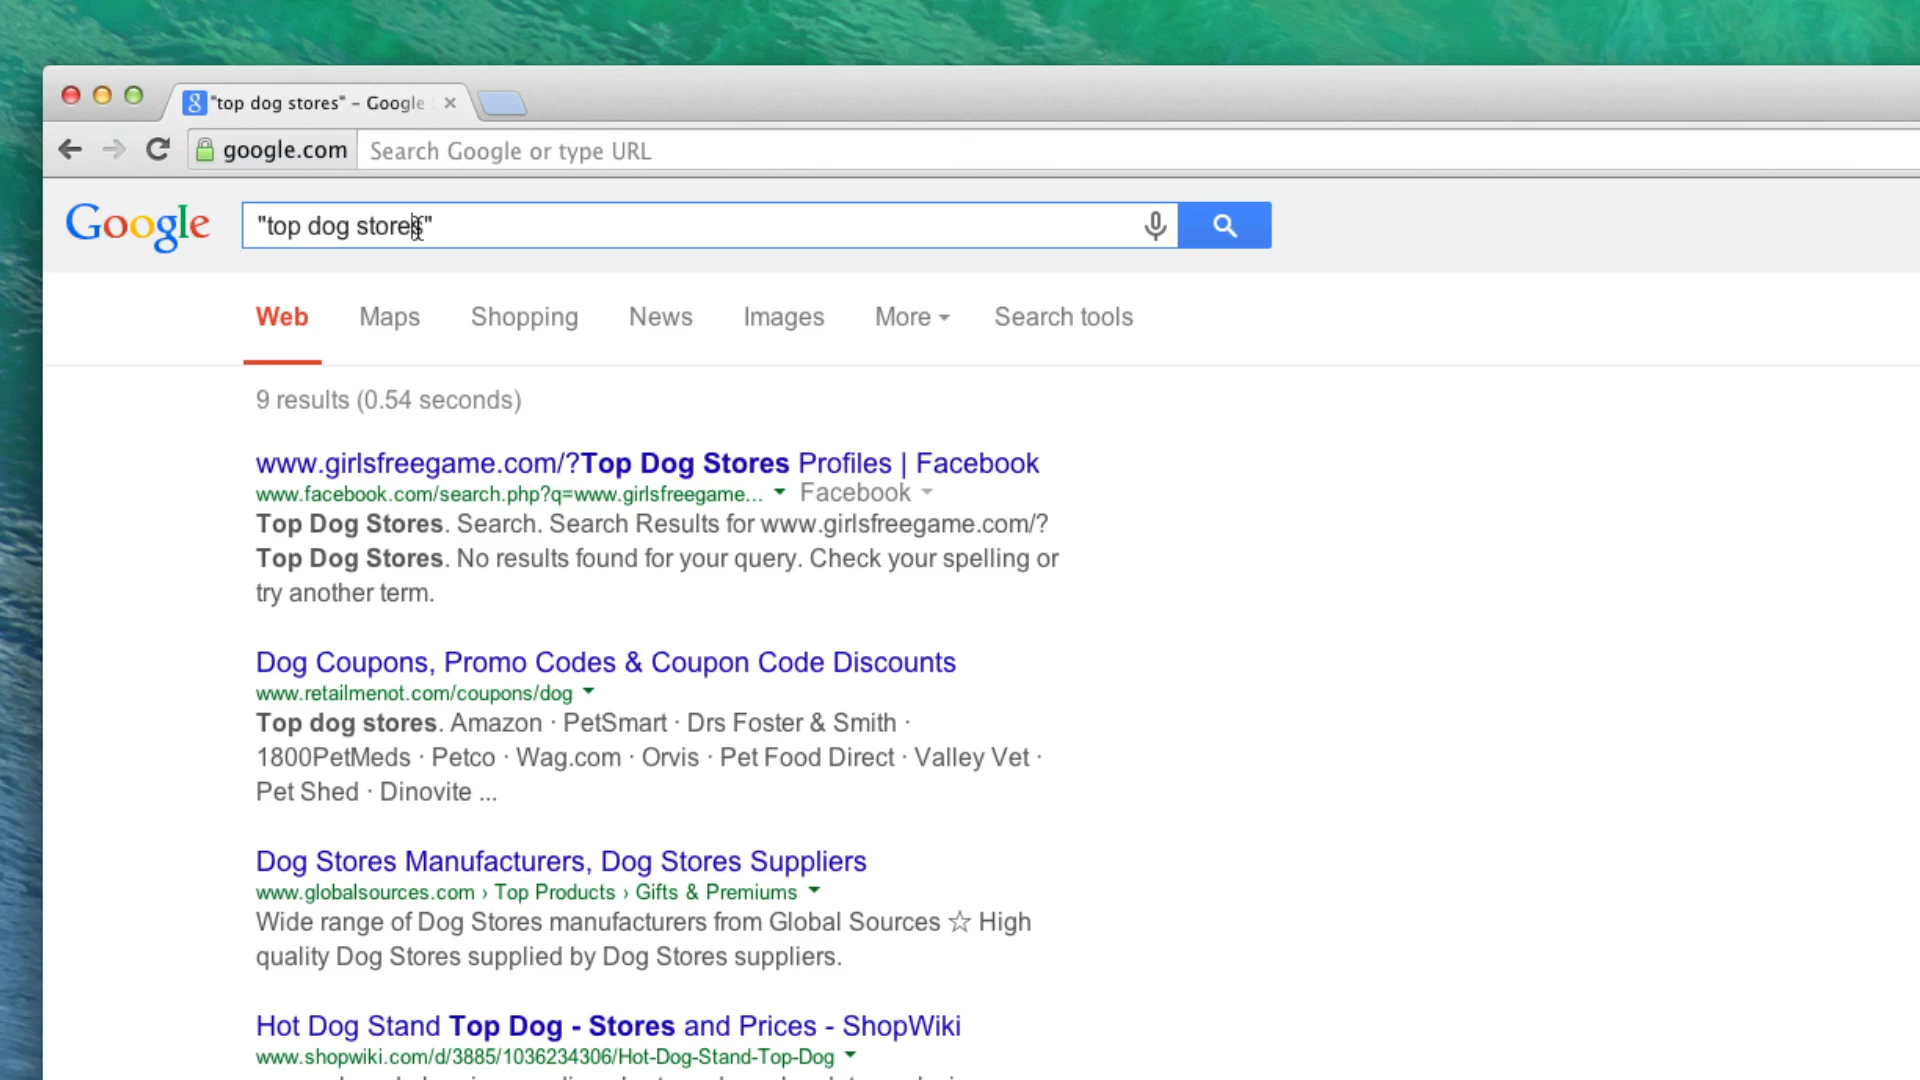 "top dog stores" – Google
google.com Search Google or type URL
Google "top dog stores"
Web Maps Shopping News Images More Search tools
9 results (0.54 seconds)
www.girlsfreegame.com/?Top Dog Stores Profiles | Facebook
www.facebook.com/search.php?q=www.girlsfreegame... Facebook
Top Dog Stores. Search. Search Results for www.girlsfreegame.com/?
Top Dog Stores. No results found for your query. Check your spelling or
try another term.
Dog Coupons, Promo Codes & Coupon Code Discounts
www.retailmenot.com/coupons/dog
Top dog stores. Amazon · PetSmart · Drs Foster & Smith ·
1800PetMeds · Petco · Wag.com · Orvis · Pet Food Direct · Valley Vet ·
Pet Shed · Dinovite ...
Dog Stores Manufacturers, Dog Stores Suppliers
www.globalsources.com › Top Products › Gifts & Premiums
Wide range of Dog Stores manufacturers from Global Sources ☆ High
quality Dog Stores supplied by Dog Stores suppliers.
Hot Dog Stand Top Dog - Stores and Prices - ShopWiki
www.shopwiki.com/d/3885/1036234306/Hot-Dog-Stand-Top-Dog